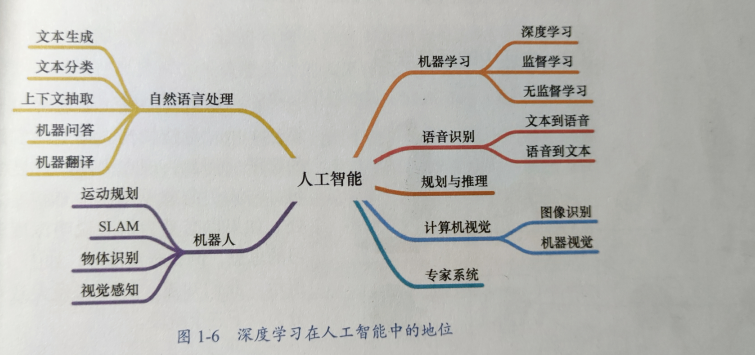 文本生成
文本分类
上下文抽取
机器问答
机器翻译
自然语言处理
运动规划
SLAM
物体识别
视觉感知
机器人
人工智能
机器学习
深度学习
监督学习
无监督学习
语音识别
文本到语音
语音到文本
规划与推理
计算机视觉
图像识别
机器视觉
专家系统
图 1-6 深度学习在人工智能中的地位